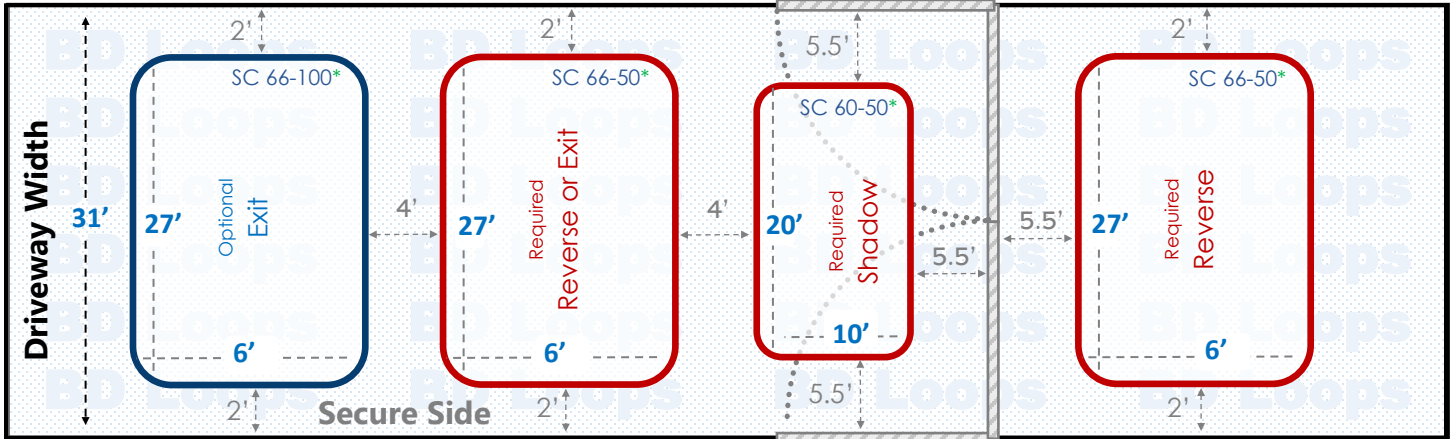 Driveway Width
31'
2'
SC 66-100*
27'
Optional
Exit
6'
2'
4'
2'
SC 66-50*
27'
Required
Reverse or Exit
6'
2'
4'
5.5'
SC 60-50*
20'
Required
Shadow
10'
5.5'
5.5'
5.5'
2'
SC 66-50*
27'
Required
Reverse
6'
2'
Secure Side
BD Loops